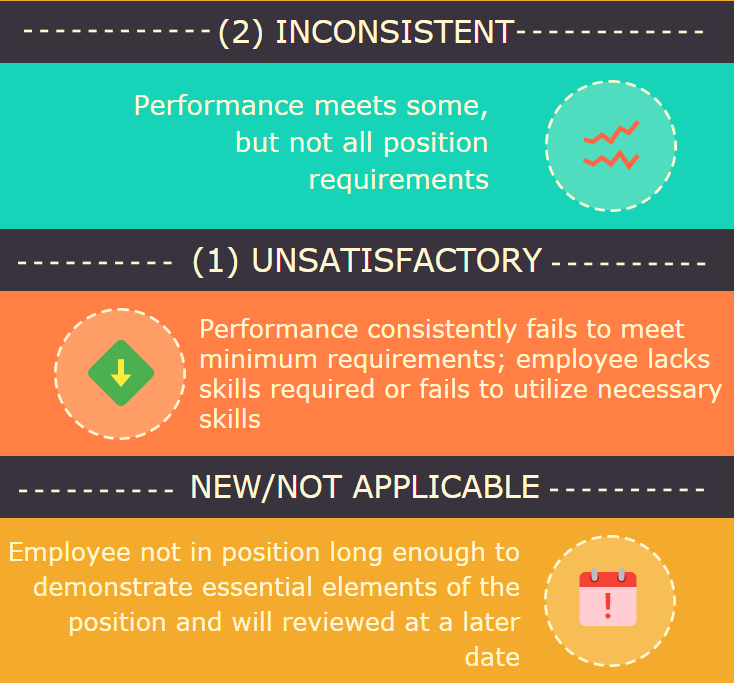 (2) INCONSISTENT
Performance meets some,
but not all position
requirements
(1) UNSATISFACTORY
Performance consistently fails to meet
minimum requirements; employee lacks
skills required or fails to utilize necessary
skills
NEW/NOT APPLICABLE
Employee not in position long enough to
demonstrate essential elements of the
position and will reviewed at a later
date
!